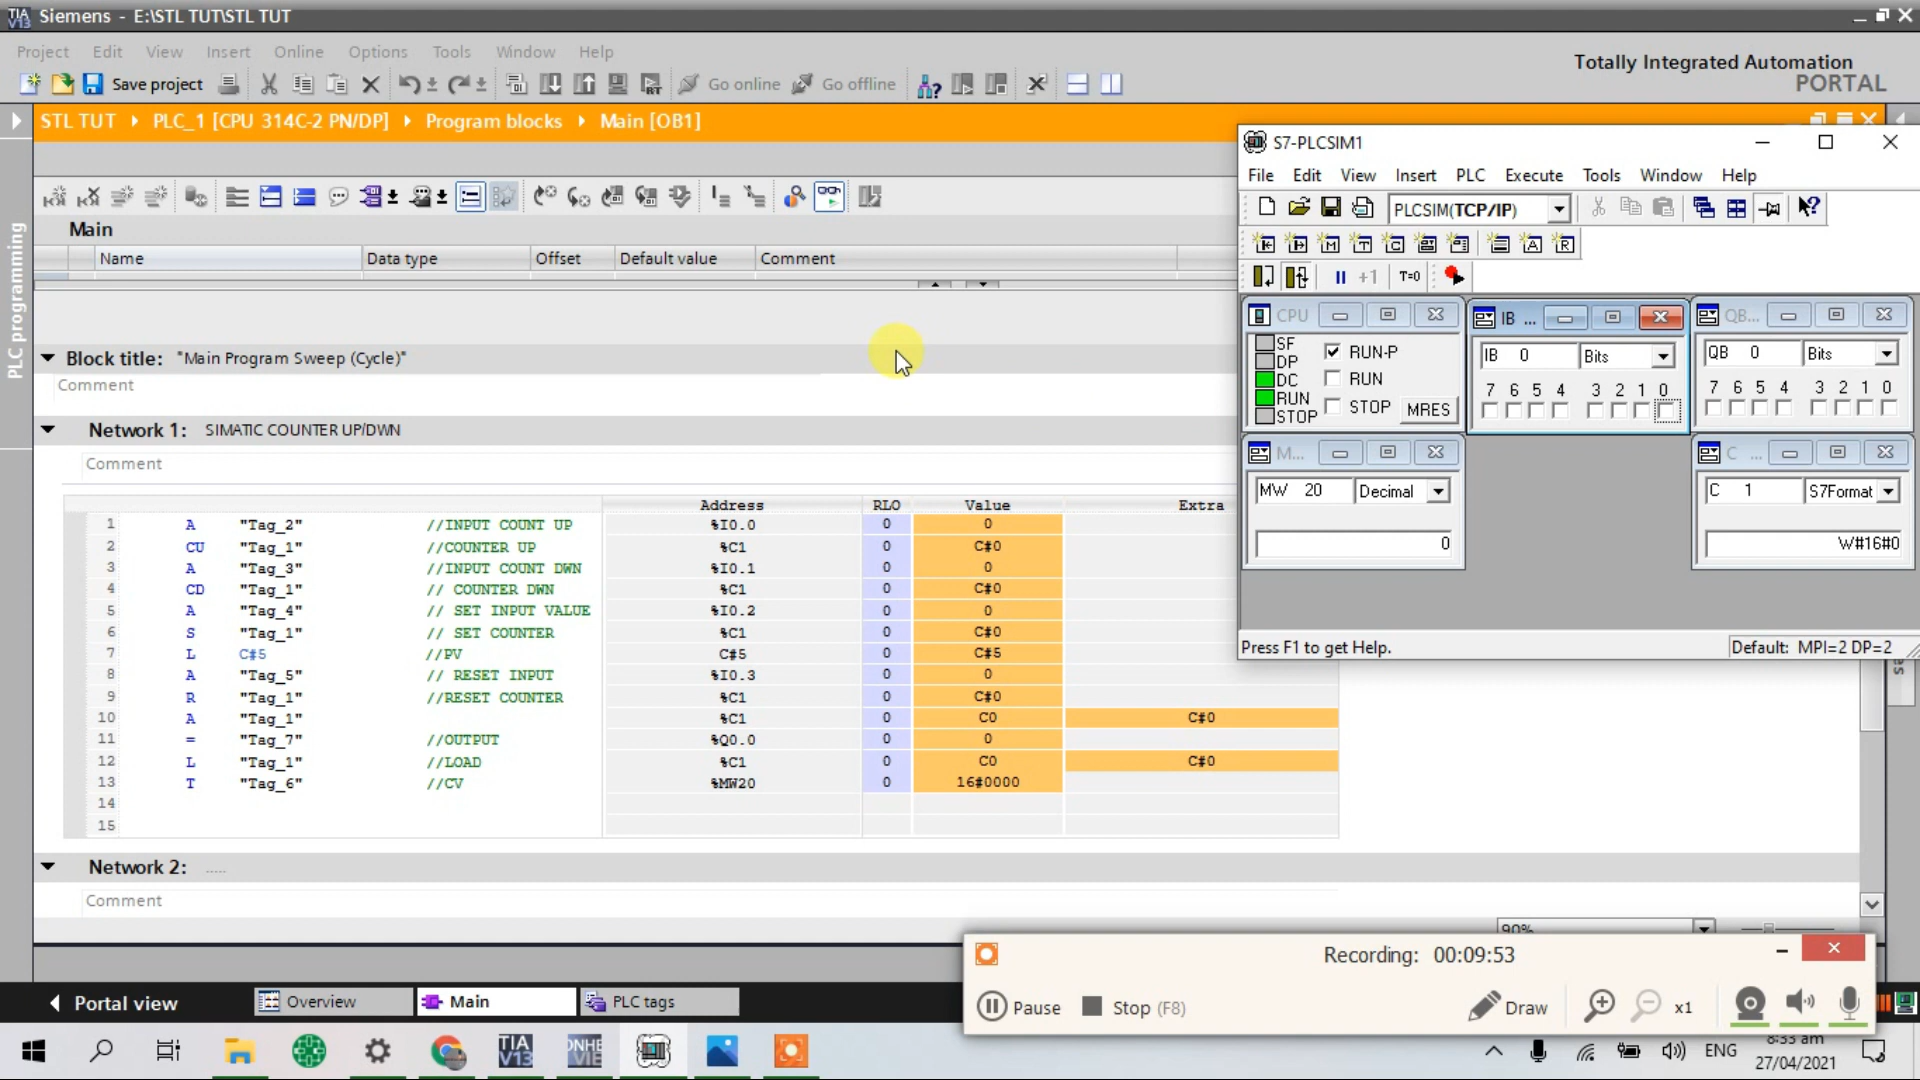 Siemens - E:\STL TUT\STL TUT
Project Edit View Insert Online Options Tools Window Help
Totally Integrated Automation
PORTAL
Save project Go online Go offline
STL TUT PLC_1 [CPU 314C-2 PN/DP] Program blocks Main [OB1]
PLC programming
Main
Name Data type Offset Default value Comment
Block title: "Main Program Sweep (Cycle)"
Comment
Network 1: SIMATIC COUNTER UP/DWN
Comment
Address RLO Value Extra
1 A "Tag_2" //INPUT COUNT UP %I0.0 0 0
2 CU "Tag_1" //COUNTER UP %C1 0 C#0
3 A "Tag_3" //INPUT COUNT DWN %I0.1 0 0
4 CD "Tag_1" // COUNTER DWN %C1 0 C#0
5 A "Tag_4" // SET INPUT VALUE %I0.2 0 0
6 S "Tag_1" // SET COUNTER %C1 0 C#0
7 L C#5 //PV C#5 0 C#5
8 A "Tag_5" // RESET INPUT %I0.3 0 0
9 R "Tag_1" //RESET COUNTER %C1 0 C#0
10 A "Tag_1" %C1 0 C0 C#0
11 = "Tag_7" //OUTPUT %Q0.0 0 0
12 L "Tag_1" //LOAD %C1 0 C0 C#0
13 T "Tag_6" //CV %MW20 0 16#0000
14
15
Network 2: .....
Comment
90%
S7-PLCSIM1
File Edit View Insert PLC Execute Tools Window Help
PLCSIM(TCP/IP)
+1 T=0
CPU
SF
DP
DC
RUN
STOP
RUN-P
RUN
STOP MRES
IB ...
IB 0 Bits
7 6 5 4 3 2 1 0
QB...
QB 0 Bits
7 6 5 4 3 2 1 0
M...
MW 20 Decimal
0
C ...
C 1 S7Format
W#16#0
Press F1 to get Help. Default: MPI=2 DP=2
Recording: 00:09:53
Pause Stop (F8) Draw x1
Portal view Overview Main PLC tags
TIA V13
ENG
8:33 am
27/04/2021